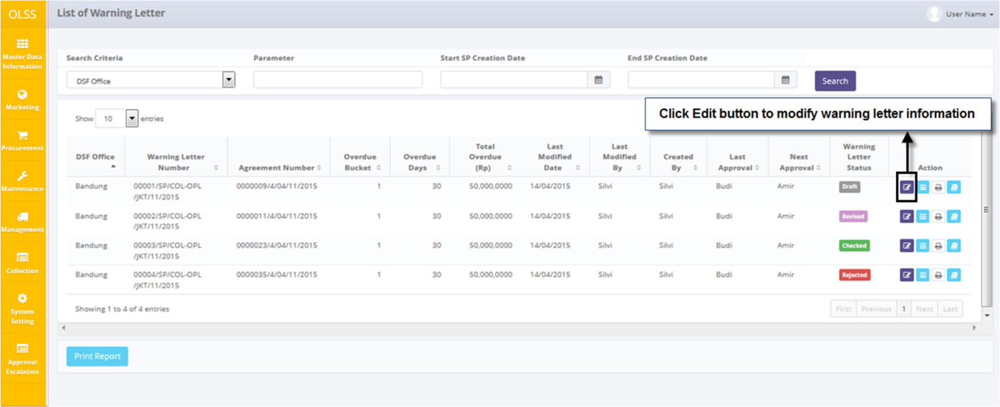 OLSS
List of Warning Letter
User Name
Master Data
Information
Marketing
Procurement
Maintenance
Management
Collection
System
Setting
Approval
Escalation
Search Criteria
Parameter
Start SP Creation Date
End SP Creation Date
DSF Office
Search
Click Edit button to modify warning letter information
Show 10 entries
DSF Office
Warning Letter
Number
Agreement Number
Overdue
Bucket
Overdue
Days
Total
Overdue
(Rp)
Last
Modified
Date
Last
Modified
By
Created
By
Last
Approval
Next
Approval
Warning
Letter
Status
Action
Bandung 00001/SP/COL-OPL 0000009/4/04/11/2015 1 30 50,000,0000 14/04/2015 Silvi Silvi Budi Amir Draft
/JKT/11/2015
Bandung 00002/SP/COL-OPL 0000011/4/04/11/2015 1 30 50,000,0000 14/04/2015 Silvi Silvi Budi Amir Revised
/JKT/11/2015
Bandung 00003/SP/COL-OPL 0000023/4/04/11/2015 1 30 50,000,0000 14/04/2015 Silvi Silvi Budi Amir Checked
/JKT/11/2015
Bandung 00004/SP/COL-OPL 0000035/4/04/11/2015 1 30 50,000,0000 14/04/2015 Silvi Silvi Budi Amir Rejected
/JKT/11/2015
Showing 1 to 4 of 4 entries
First Previous 1 Next Last
Print Report